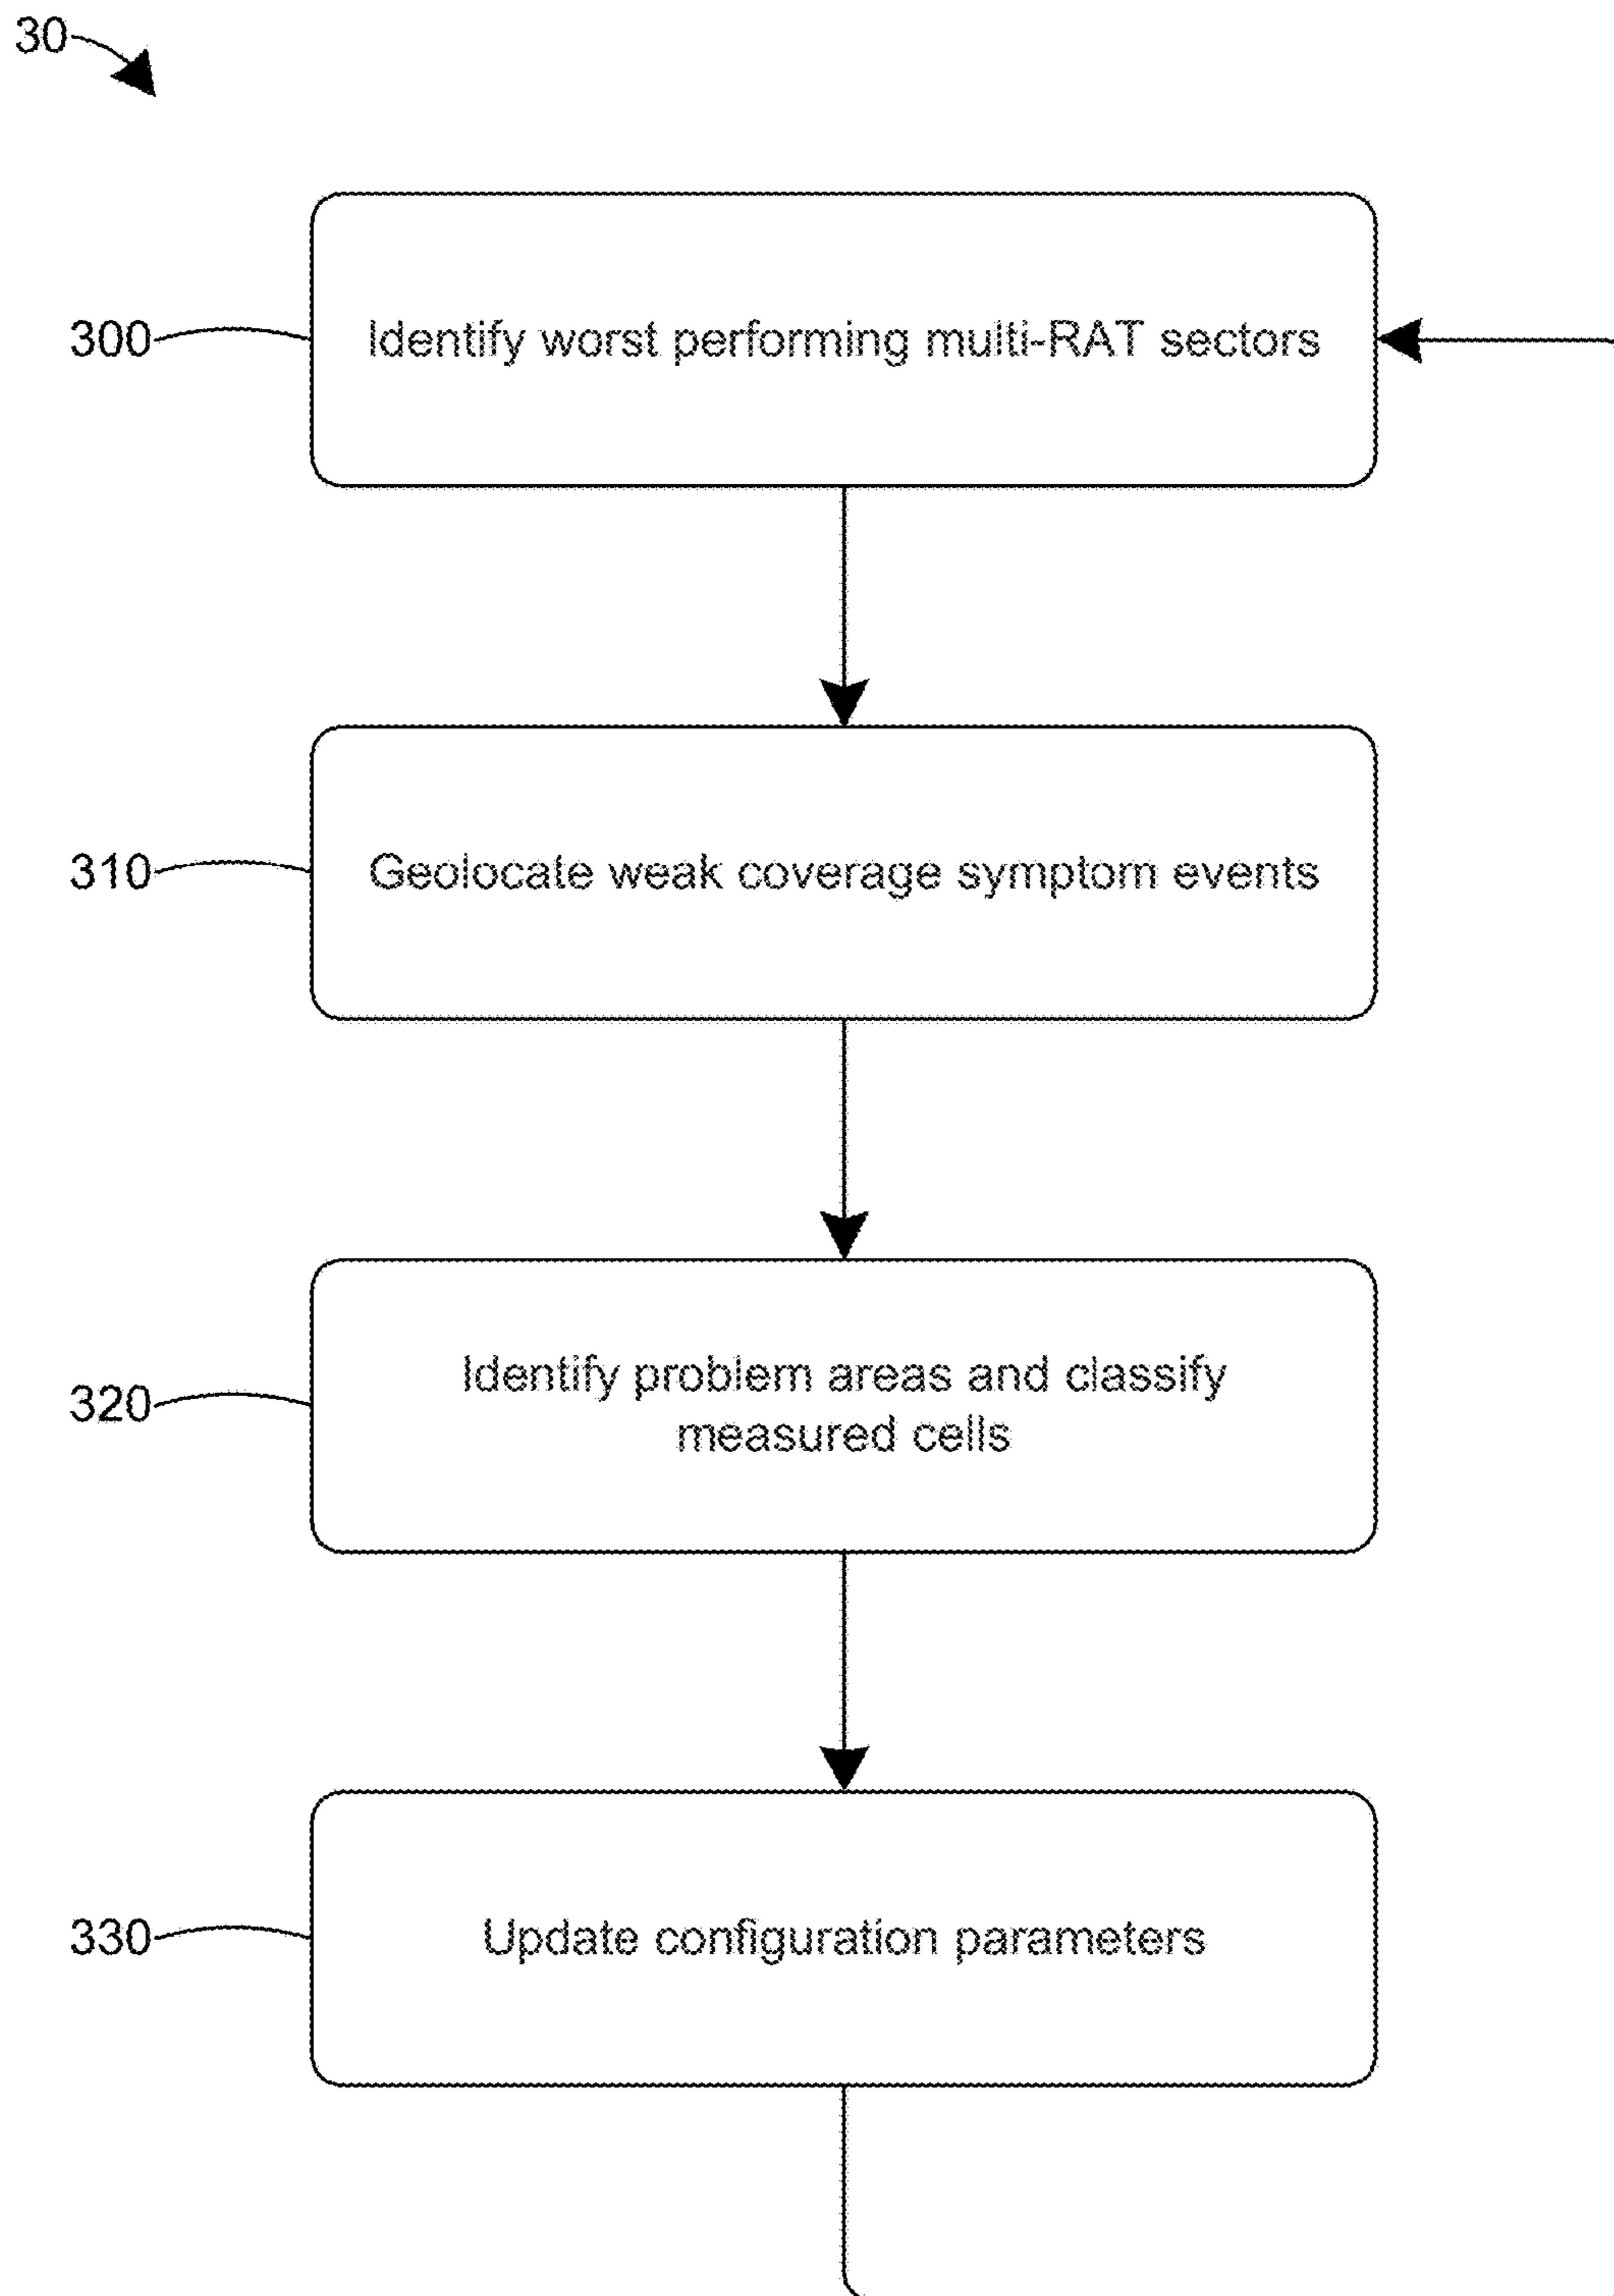 30
300
Identify worst performing multi-RAT sectors
310
Geolocate weak coverage symptom events
320
Identify problem areas and classify
measured cells
330
Update configuration parameters